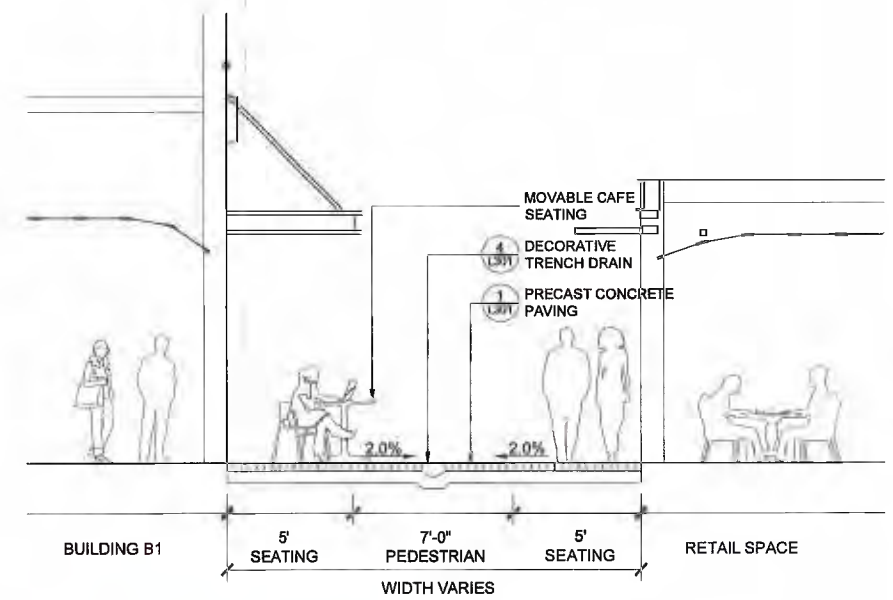 MOVABLE CAFE
SEATING
4
L301
DECORATIVE
TRENCH DRAIN
1
L301
PRECAST CONCRETE
PAVING
2.0%
2.0%
BUILDING B1
5'
SEATING
7'-0"
PEDESTRIAN
5'
SEATING
RETAIL SPACE
WIDTH VARIES